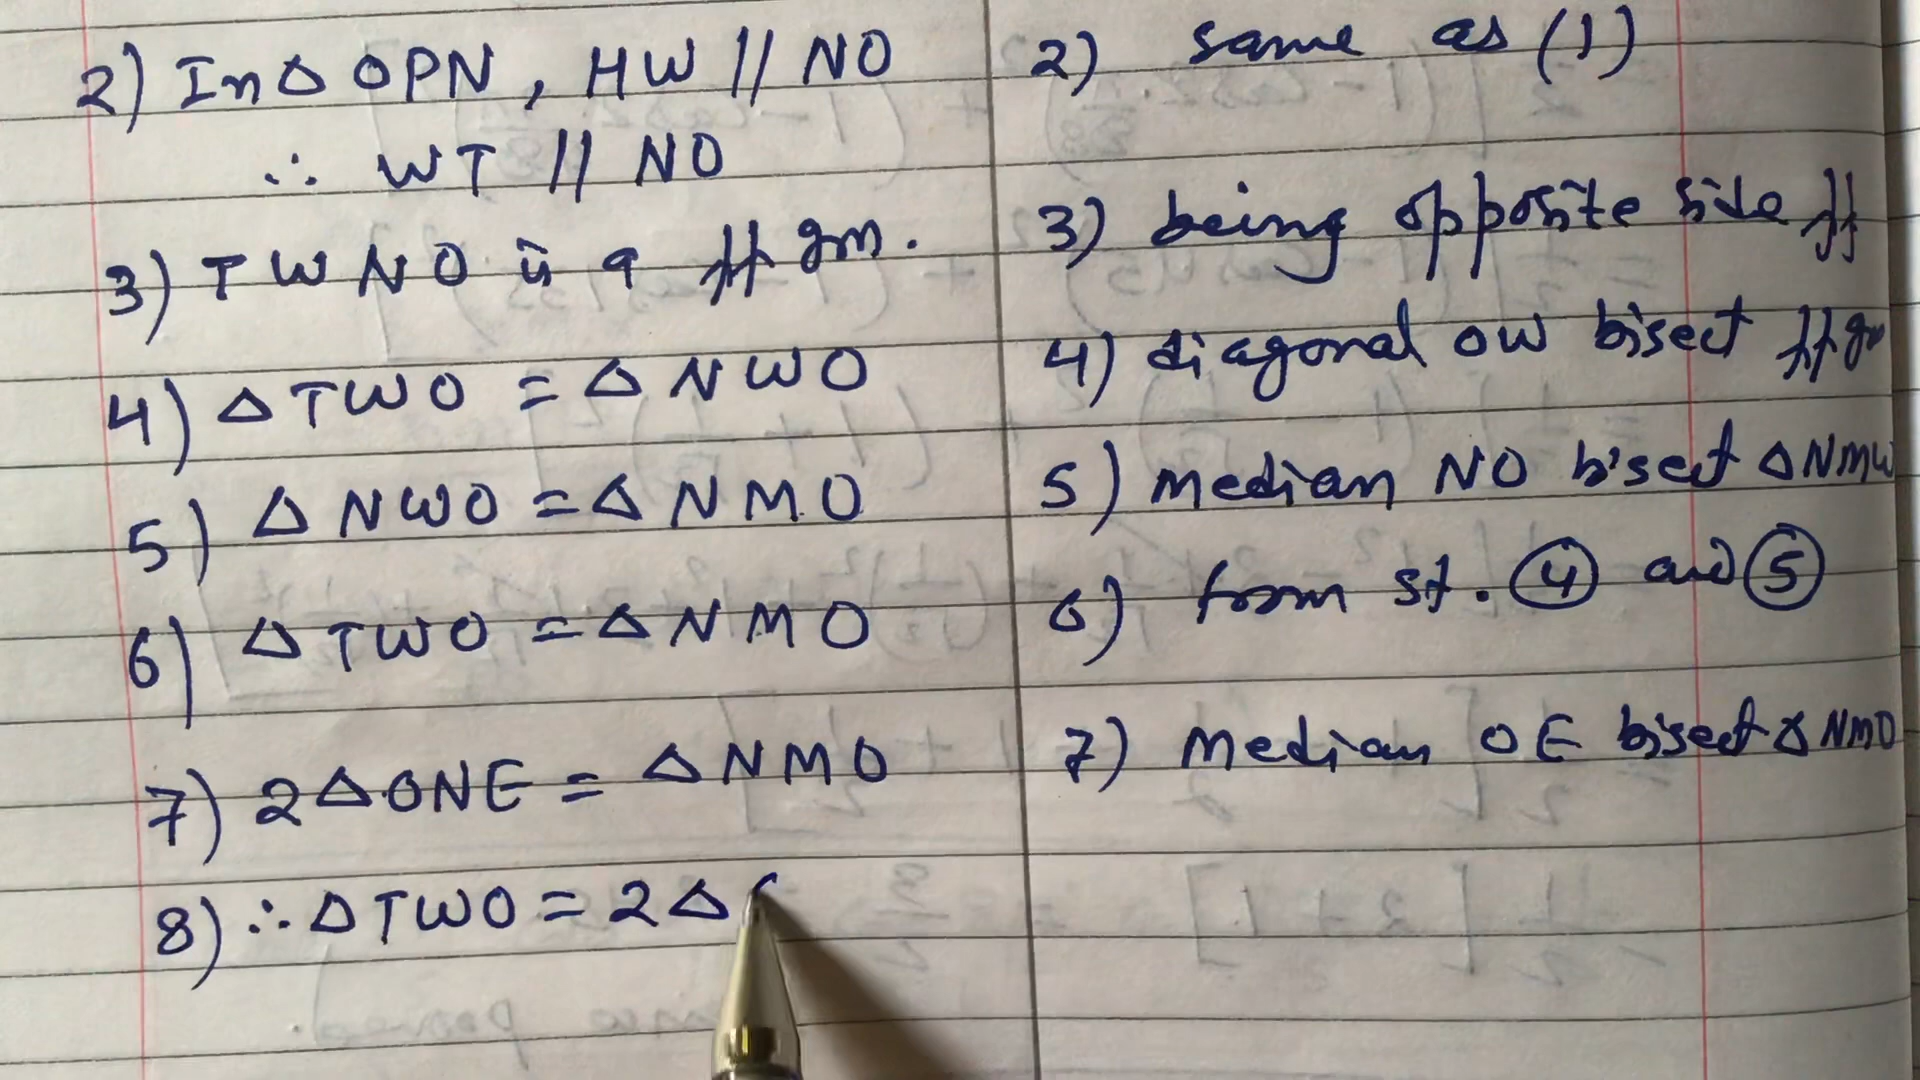 2) In Δ OPN, HW // NO
∴ WT // NO
3) TWNO is a //gm.
4) Δ TWO = Δ NWO
5) Δ NWO = Δ NMO
6) Δ TWO = Δ NMO
7) 2 Δ ONE = Δ NMO
8) ∴ Δ TWO = 2 Δ
2) same as (1)
3) being opposite side //
4) diagonal OW bisect //gm
5) median NO bisect Δ NMW
6) from st. ④ and ⑤
7) Median OE bisect Δ NMO